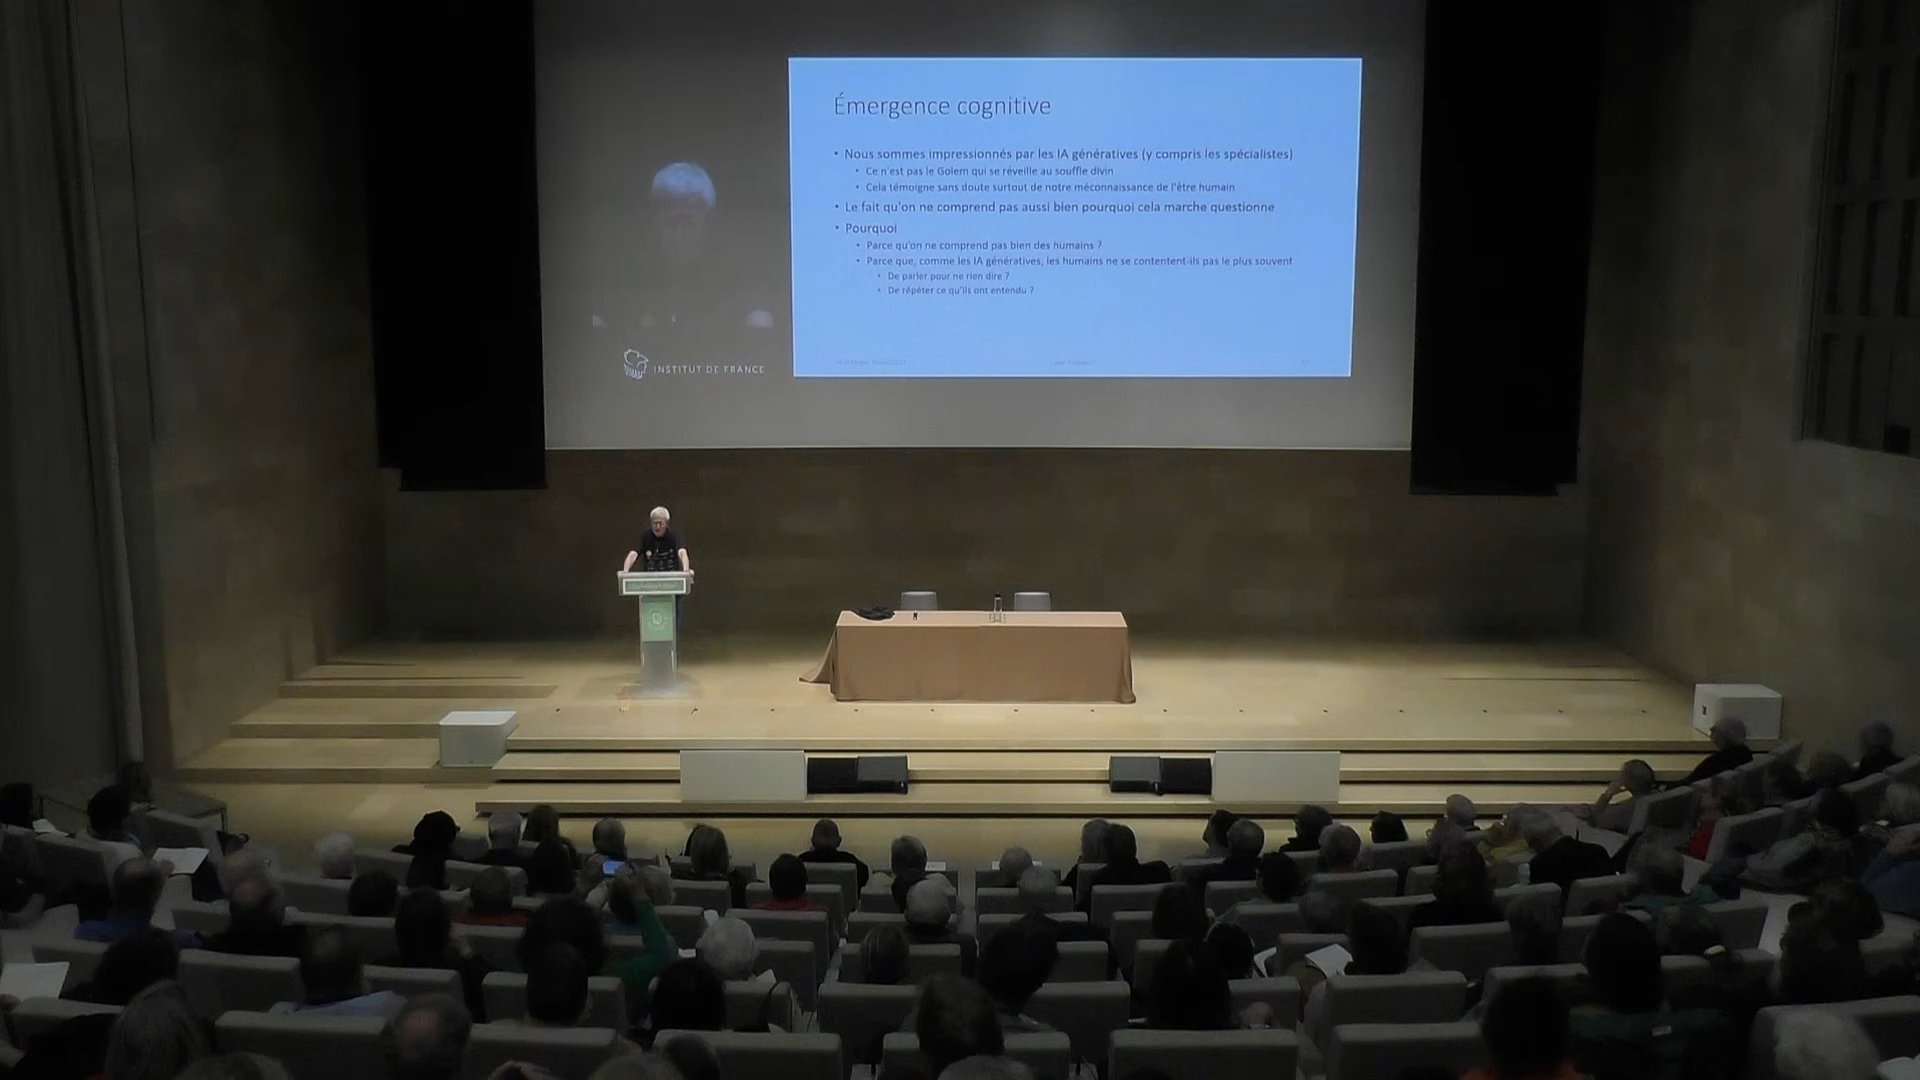 Émergence cognitive
• Nous sommes impressionnés par les IA génératives (y compris les spécialistes)
• Ce n'est pas le Golem qui se réveille au souffle divin
• Cela témoigne sans doute surtout de notre méconnaissance de l'être humain
• Le fait qu'on ne comprend pas aussi bien pourquoi cela marche questionne
• Pourquoi
• Parce qu'on ne comprend pas bien des humains ?
• Parce que, comme les IA génératives, les humains ne se contentent-ils pas le plus souvent
• De parler pour ne rien dire ?
• De répéter ce qu'ils ont entendu ?
INSTITUT DE FRANCE